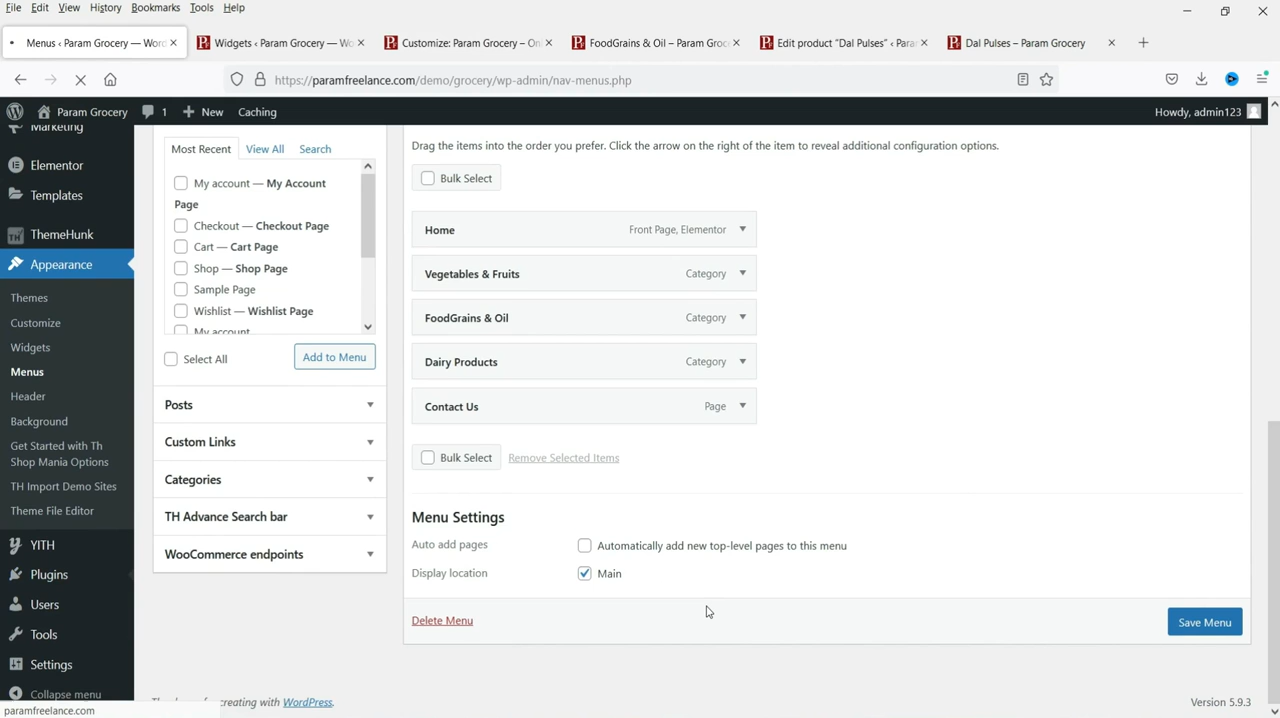 File Edit View History Bookmarks Tools Help
Menus ‹ Param Grocery — Wor
Widgets ‹ Param Grocery — Wo
Customize: Param Grocery – On
FoodGrains & Oil – Param Groc
Edit product “Dal Pulses” ‹ Para
Dal Pulses – Param Grocery
https://paramfreelance.com/demo/grocery/wp-admin/nav-menus.php
Param Grocery 1 New Caching Howdy, admin123
Marketing
Elementor
Templates
ThemeHunk
Appearance
Themes
Customize
Widgets
Menus
Header
Background
Get Started with Th
Shop Mania Options
TH Import Demo Sites
Theme File Editor
YITH
Plugins
Users
Tools
Settings
Collapse menu
paramfreelance.com
Most Recent View All Search
My account — My Account
Page
Checkout — Checkout Page
Cart — Cart Page
Shop — Shop Page
Sample Page
Wishlist — Wishlist Page
My account
Select All Add to Menu
Posts
Custom Links
Categories
TH Advance Search bar
WooCommerce endpoints
Drag the items into the order you prefer. Click the arrow on the right of the item to reveal additional configuration options.
Bulk Select
Home Front Page, Elementor
Vegetables & Fruits Category
FoodGrains & Oil Category
Dairy Products Category
Contact Us Page
Bulk Select Remove Selected Items
Menu Settings
Auto add pages Automatically add new top-level pages to this menu
Display location Main
Delete Menu Save Menu
creating with WordPress. Version 5.9.3